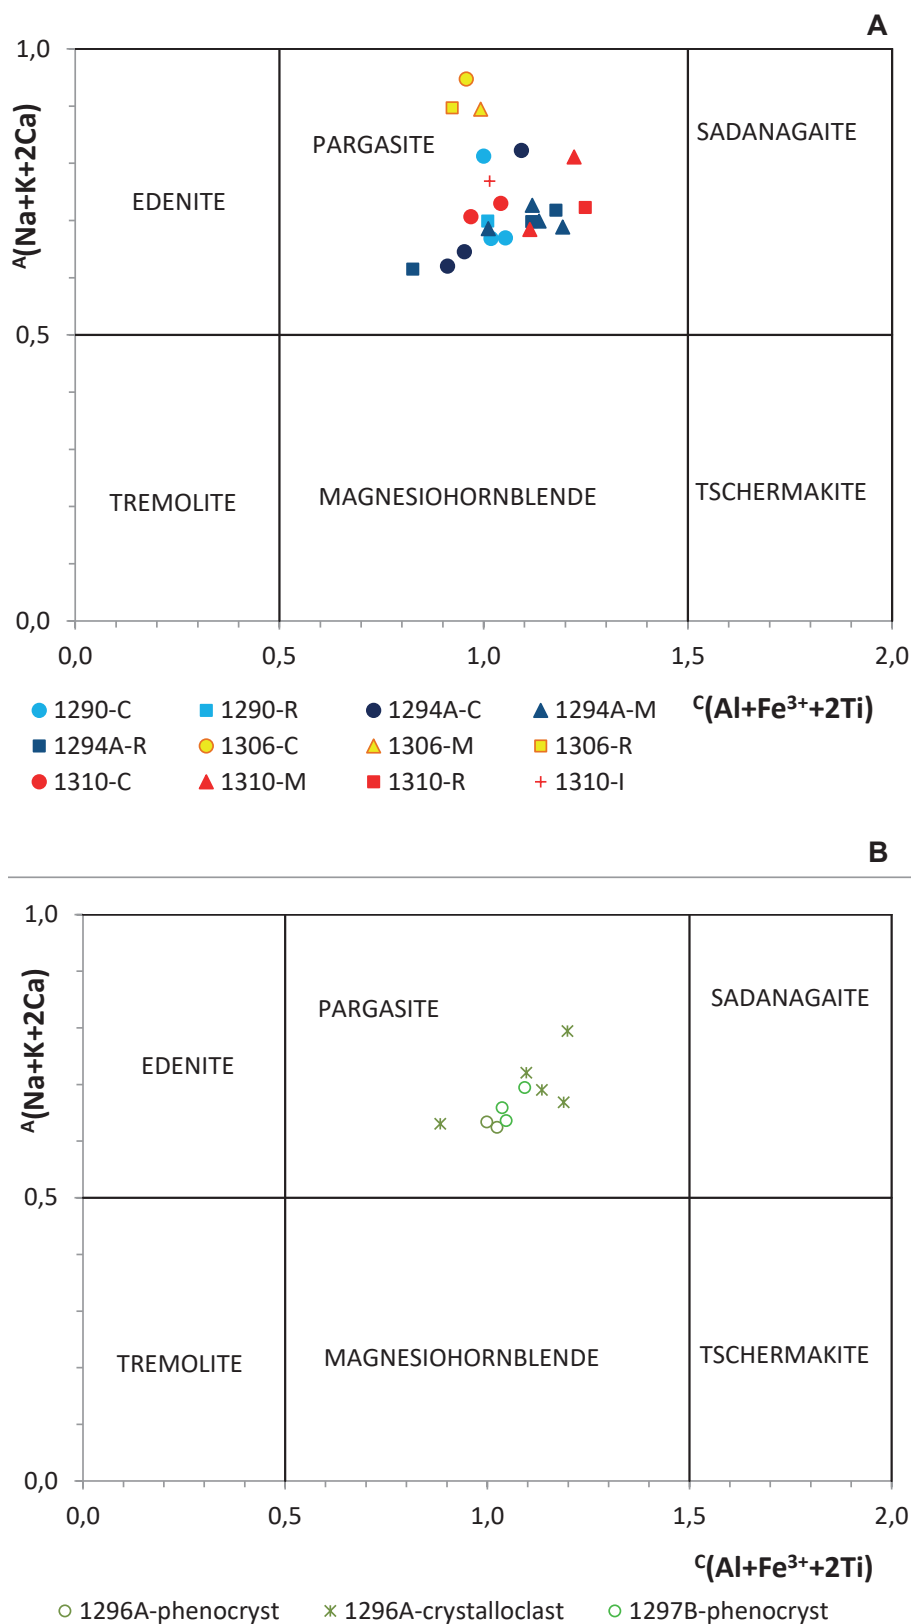 A
1,0
SADANAGAITE
PARGASITE
EDENITE
A(Na+K+2Ca)
0,5
TREMOLITE
MAGNESIOHORNBLENDE
TSCHERMAKITE
0,0
0,0 0,5 1,0 1,5 2,0
C(Al+Fe³⁺+2Ti)
1290-C 1290-R 1294A-C 1294A-M
1294A-R 1306-C 1306-M 1306-R
1310-C 1310-M 1310-R 1310-I
B
1,0
SADANAGAITE
PARGASITE
EDENITE
A(Na+K+2Ca)
0,5
TREMOLITE
MAGNESIOHORNBLENDE
TSCHERMAKITE
0,0
0,0 0,5 1,0 1,5 2,0
C(Al+Fe³⁺+2Ti)
1296A-phenocryst 1296A-crystalloclast 1297B-phenocryst